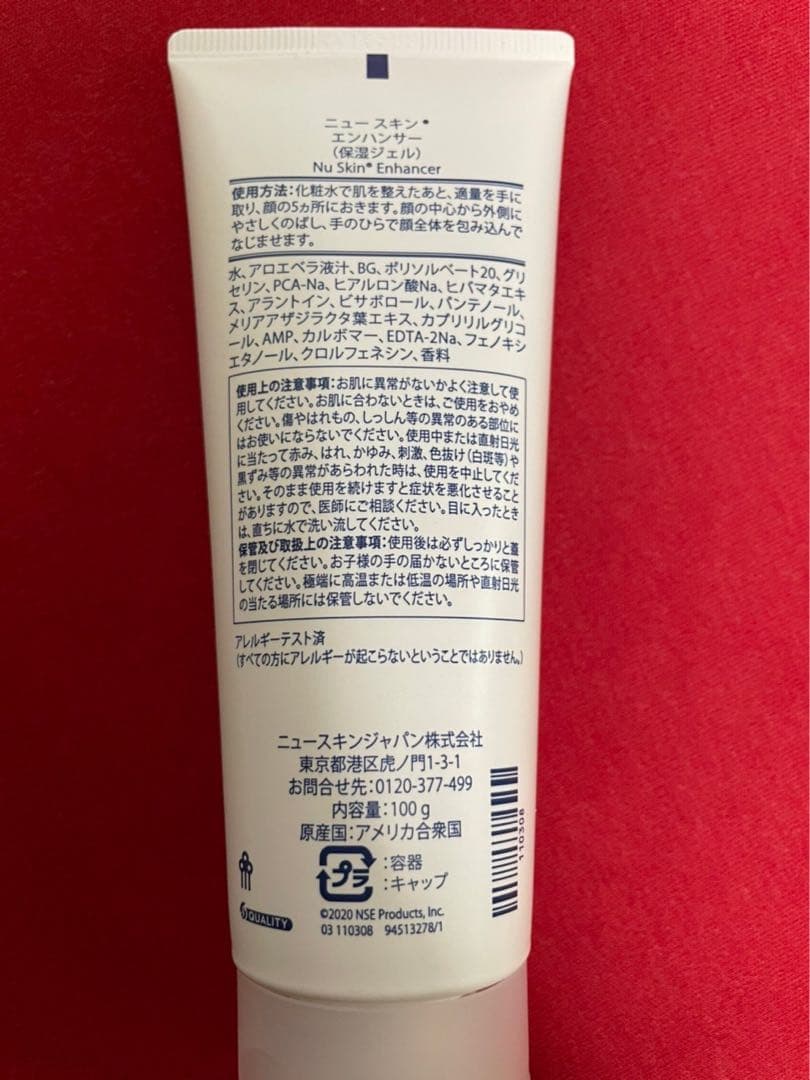 ニュー スキン®
エンハンサー
(保湿ジェル)
Nu Skin® Enhancer
使用方法:化粧水で肌を整えたあと、適量を手に
取り、顔の5ヵ所におきます。顔の中心から外側に
やさしくのばし、手のひらで顔全体を包み込んで
なじませます。
水、アロエベラ液汁、BG、ポリソルベート20、グリ
セリン、PCA-Na、ヒアルロン酸Na、ヒバマタエキ
ス、アラントイン、ビサボロール、パンテノール、
メリアアザジラクタ葉エキス、カプリリルグリコ
ール、AMP、カルボマー、EDTA-2Na、フェノキシ
エタノール、クロルフェネシン、香料
使用上の注意事項:お肌に異常がないかよく注意して使
用してください。お肌に合わないときは、ご使用をおやめ
ください。傷やはれもの、しっしん等の異常のある部位に
はお使いにならないでください。使用中または直射日光
に当たって赤み、はれ、かゆみ、刺激、色抜け(白斑等)や
黒ずみ等の異常があらわれた時は、使用を中止してくだ
さい。そのまま使用を続けますと症状を悪化させること
がありますので、医師にご相談ください。目に入ったとき
は、直ちに水で洗い流してください。
保管及び取扱上の注意事項:使用後は必ずしっかりと蓋
を閉じてください。お子様の手の届かないところに保管
してください。極端に高温または低温の場所や直射日光
の当たる場所には保管しないでください。
アレルギーテスト済
(すべての方にアレルギーが起こらないということではありません。)
ニュースキンジャパン株式会社
東京都港区虎ノ門1-3-1
お問合せ先:0120-377-499
内容量:100 g
原産国:アメリカ合衆国
プラ
:容器
:キャップ
110308
6 QUALITY
©2020 NSE Products, Inc.
03 110308 94513278/1